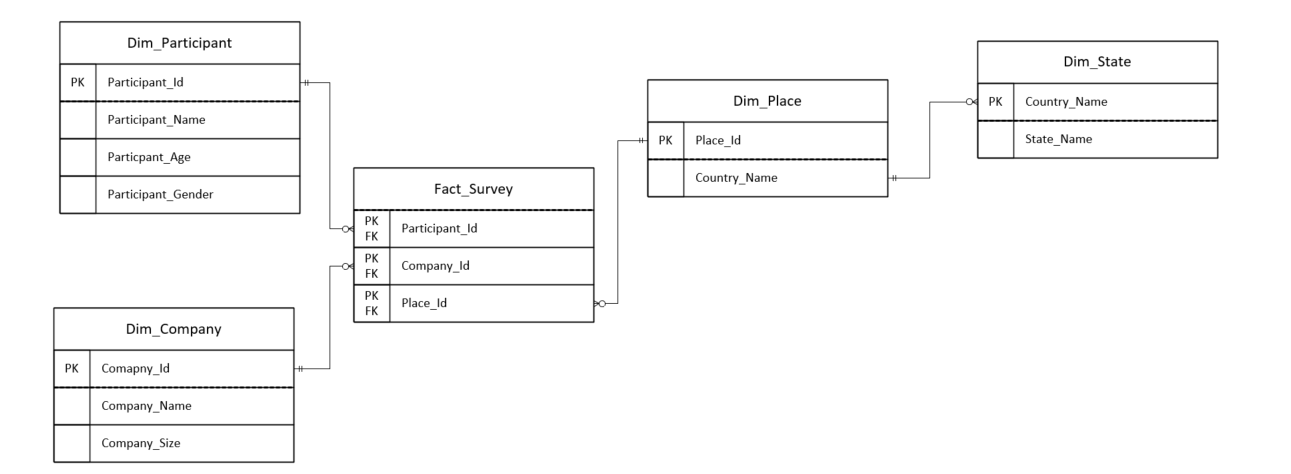 Dim_Participant
PK Participant_Id
Participant_Name
Particpant_Age
Participant_Gender
Dim_Company
PK Comapny_Id
Company_Name
Company_Size
Fact_Survey
PK
FK
Participant_Id
PK
FK
Company_Id
PK
FK
Place_Id
Dim_Place
PK Place_Id
Country_Name
Dim_State
PK Country_Name
State_Name